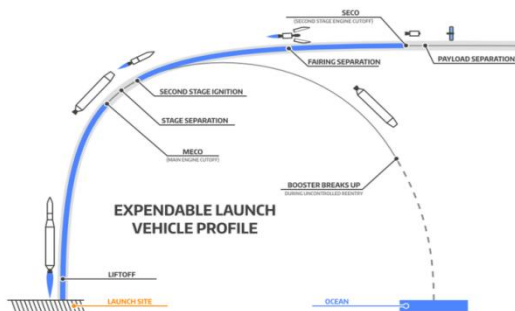 SECO
(SECOND STAGE ENGINE CUTOFF)
FAIRING SEPARATION
PAYLOAD SEPARATION
SECOND STAGE IGNITION
STAGE SEPARATION
MECO
(MAIN ENGINE CUTOFF)
BOOSTER BREAKS UP
DURING UNCONTROLLED REENTRY
EXPENDABLE LAUNCH
VEHICLE PROFILE
LIFTOFF
LAUNCH SITE
OCEAN